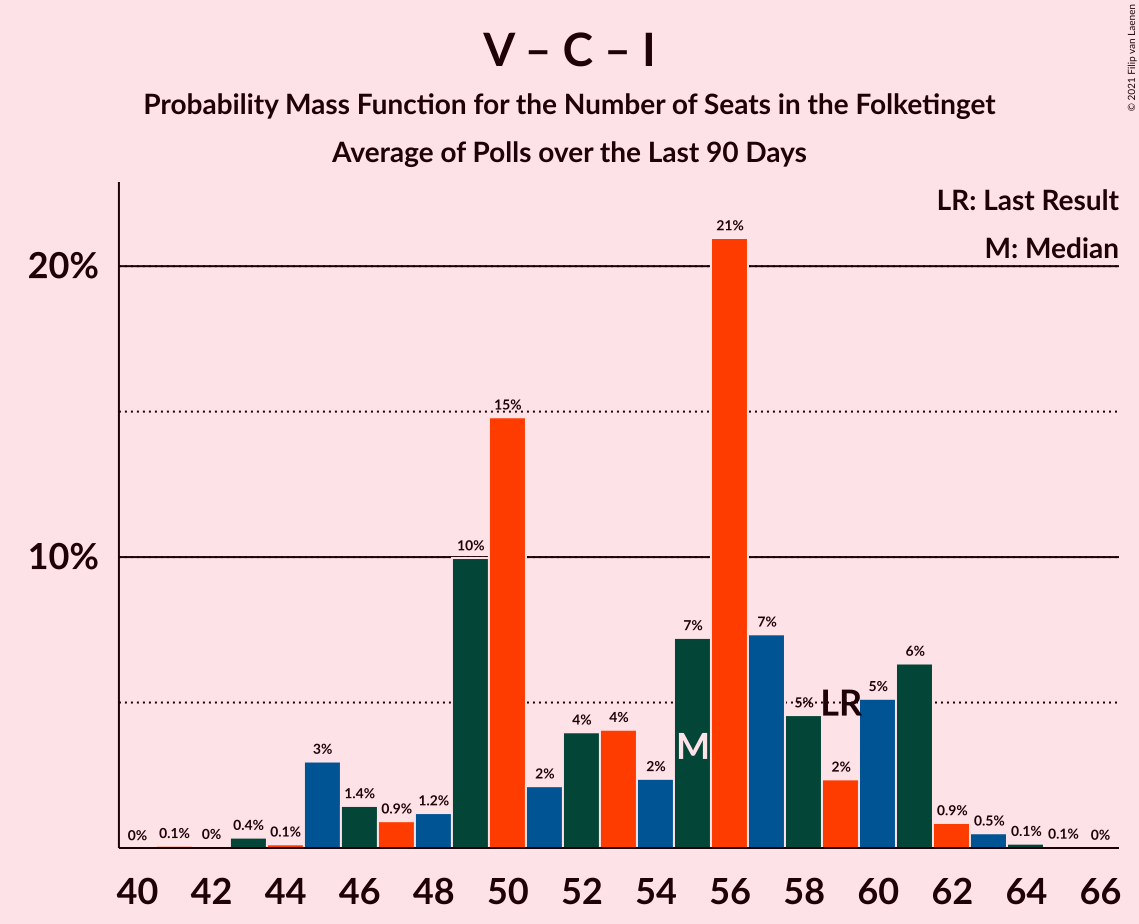 V – C – I
Probability Mass Function for the Number of Seats in the Folketinget
Average of Polls over the Last 90 Days
© 2021 Filip van Laenen
LR: Last Result
M: Median
20%
10%
0% 0.1% 0% 0.4% 0.1% 3% 1.4% 0.9% 1.2% 10% 15% 2% 4% 4% 2% 7% 21% 7% 5% 2% 5% 6% 0.9% 0.5% 0.1% 0.1% 0%
M
LR
40 42 44 46 48 50 52 54 56 58 60 62 64 66